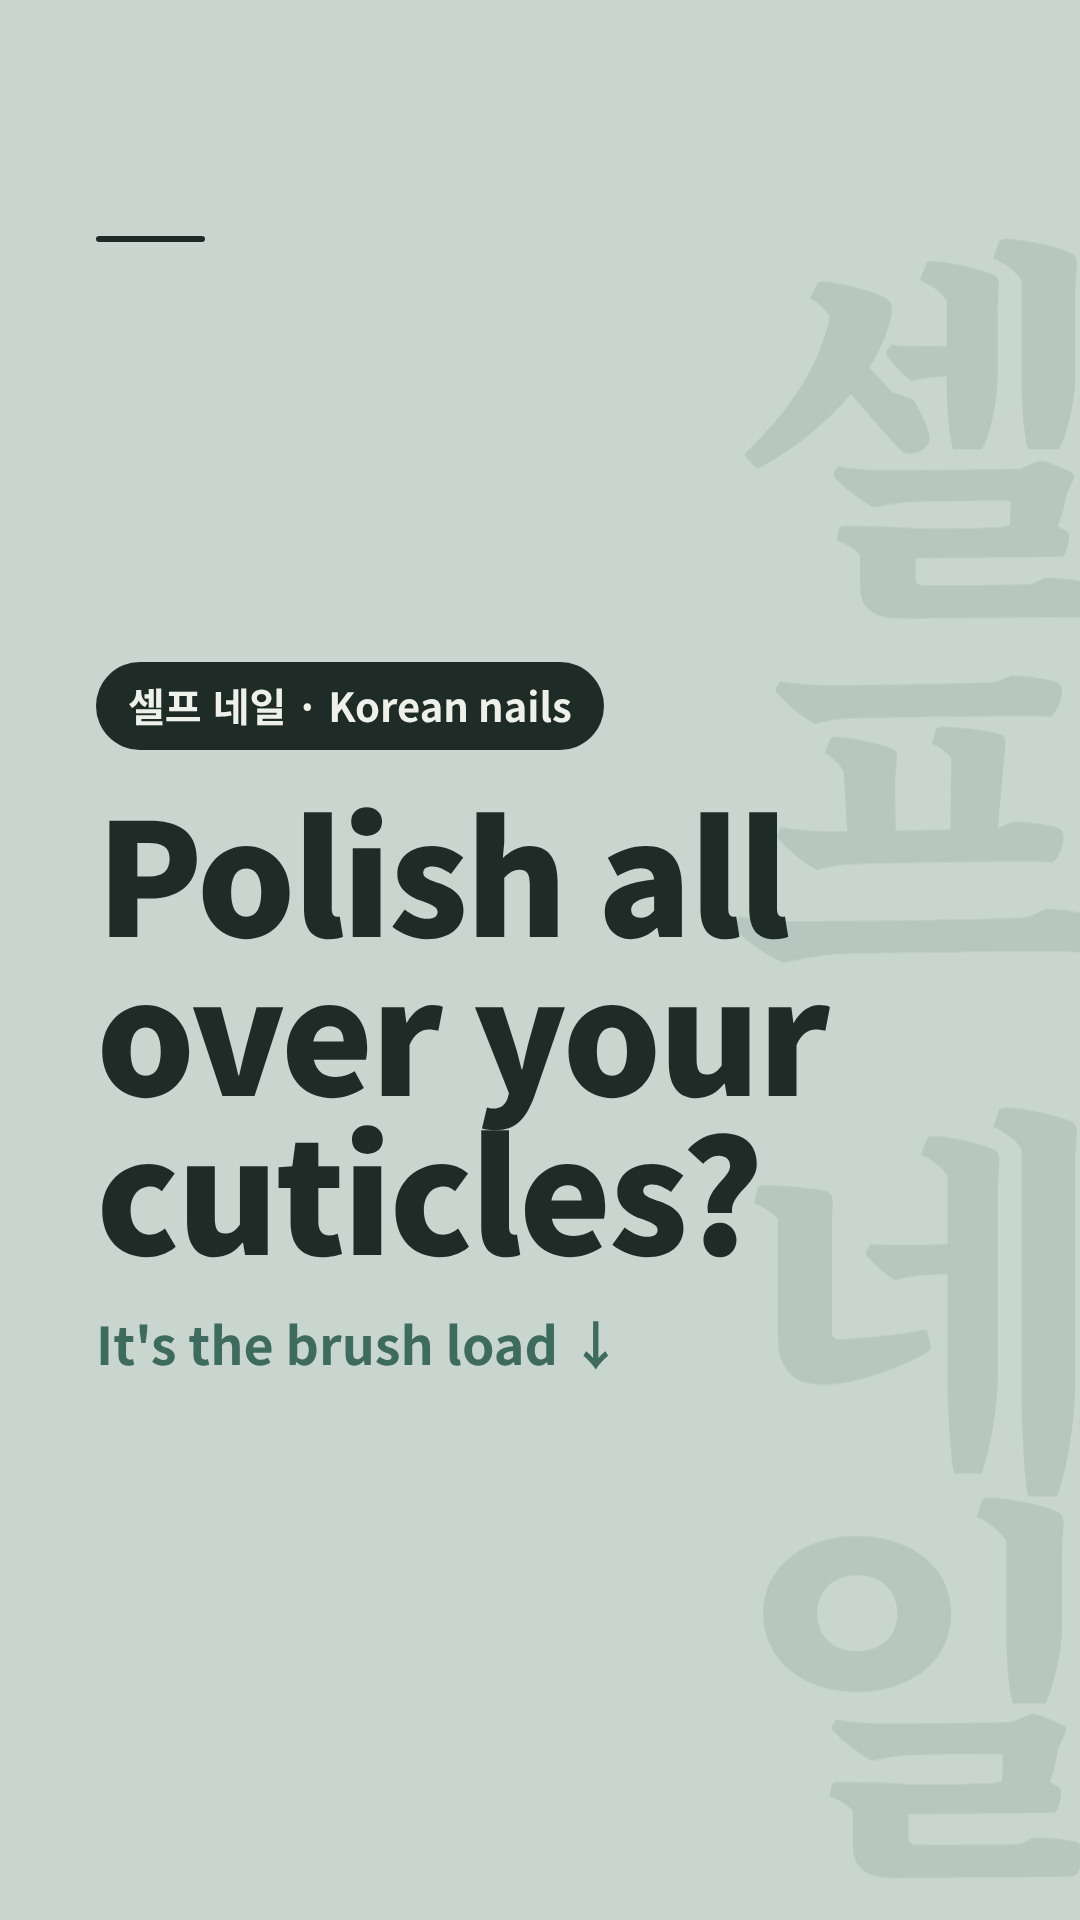 셀프 네일 · Korean nails
Polish all
over your
cuticles?
It's the brush load ↓
셀프 네일